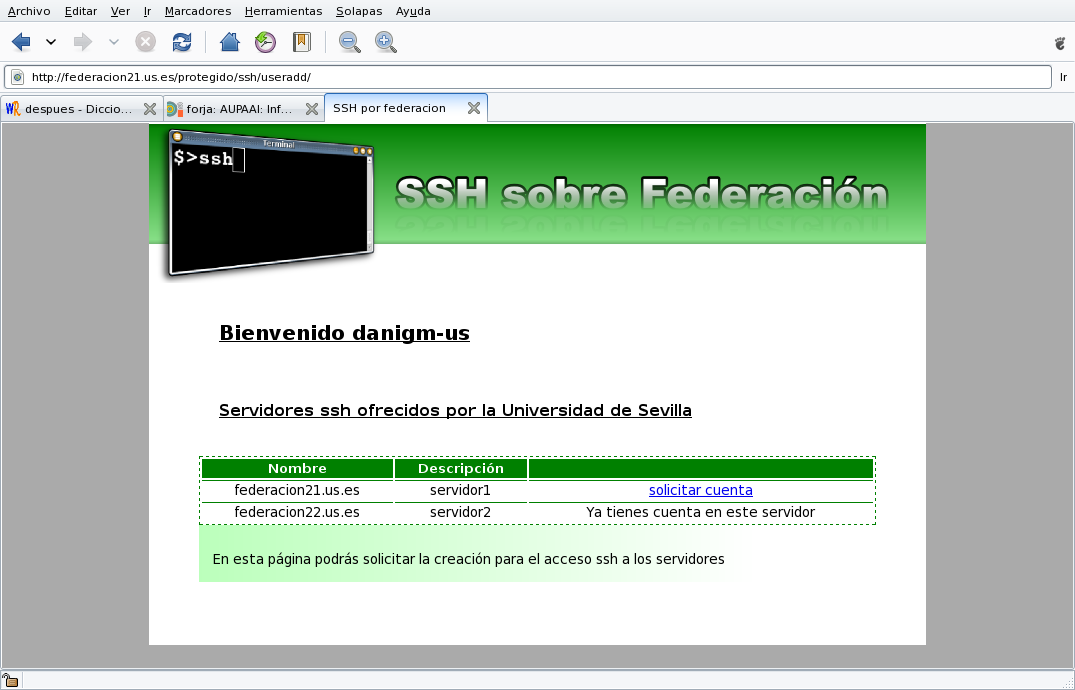 Archivo Editar Ver Ir Marcadores Herramientas Solapas Ayuda
http://federacion21.us.es/protegido/ssh/useradd/ Ir
despues - Diccio... forja: AUPAAI: Inf... SSH por federacion
Terminal
$>ssh
SSH sobre Federación
Bienvenido danigm-us
Servidores ssh ofrecidos por la Universidad de Sevilla
Nombre Descripción
federacion21.us.es servidor1 solicitar cuenta
federacion22.us.es servidor2 Ya tienes cuenta en este servidor
En esta página podrás solicitar la creación para el acceso ssh a los servidores